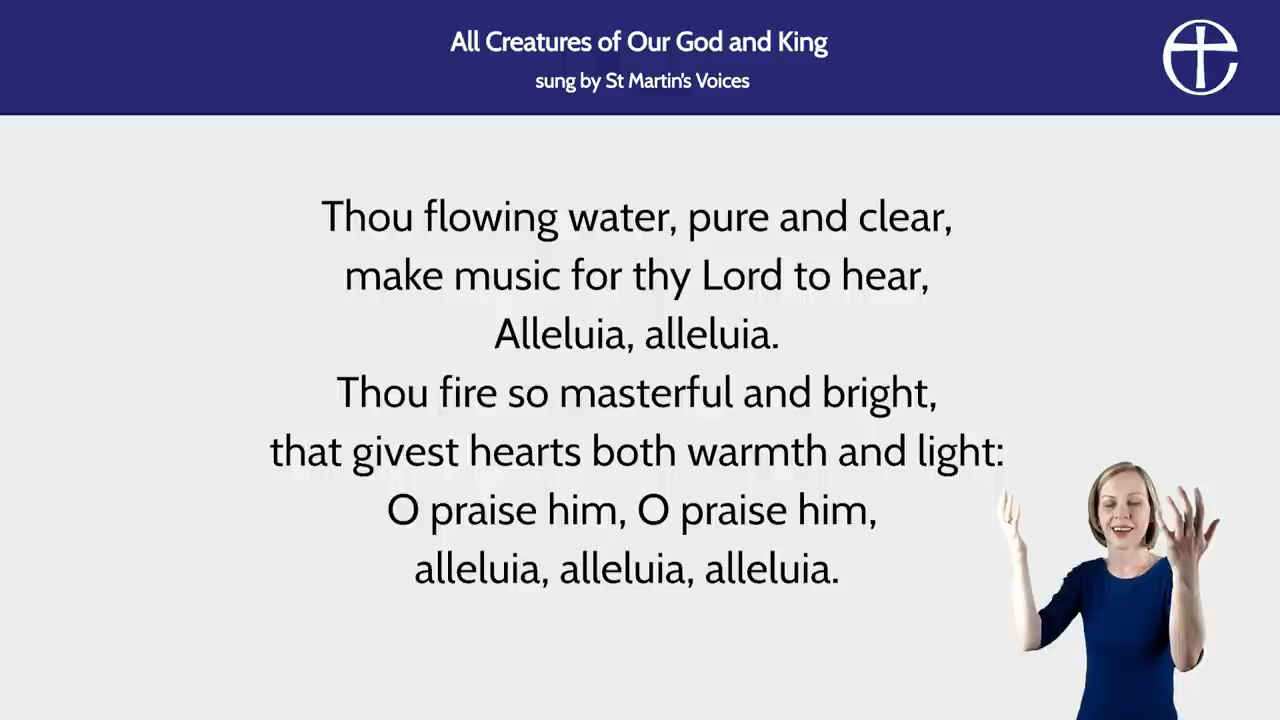 All Creatures of Our God and King
sung by St Martin's Voices
Thou flowing water, pure and clear,
make music for thy Lord to hear,
Alleluia, alleluia.
Thou fire so masterful and bright,
that givest hearts both warmth and light:
O praise him, O praise him,
alleluia, alleluia, alleluia.